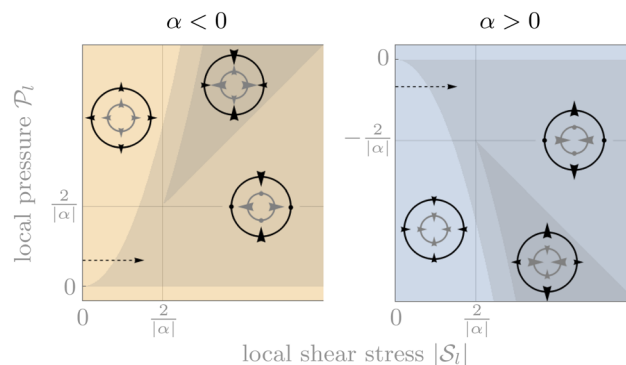 α < 0
α > 0
local pressure 𝒫_l
2/|α|
0
0
2/|α|
0
−2/|α|
0
2/|α|
local shear stress |𝒮_l|